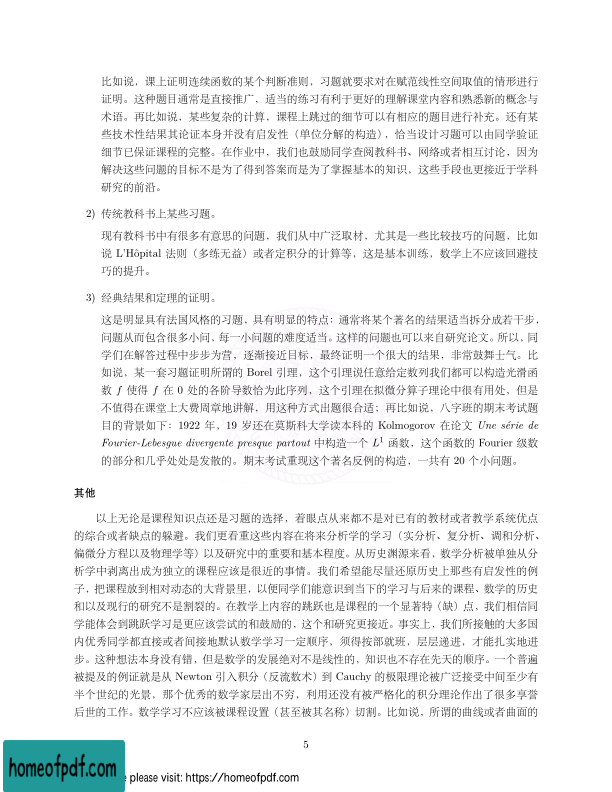 比如说，课上证明连续函数的某个判断准则，习题就要求对在赋范线性空间取值的情形进行
证明。这种题目通常是直接推广，适当的练习有利于更好的理解课堂内容和熟悉新的概念与
术语。再比如说，某些复杂的计算，课程上跳过的细节可以有相应的题目进行补充。还有某
些技术性结果其论证本身并没有启发性（单位分解的构造），恰当设计习题可以由同学验证
细节已保证课程的完整。在作业中，我们也鼓励同学查阅教科书、网络或者相互讨论，因为
解决这些问题的目标不是为了得到答案而是为了掌握基本的知识，这些手段也更接近于学科
研究的前沿。
2) 传统教科书上某些习题。
现有教科书中有很多有意思的问题，我们从中广泛取材，尤其是一些比较技巧的问题，比如
说 L'Hôpital 法则（多练无益）或者定积分的计算等，这是基本训练，数学上不应该回避技
巧的提升。
3) 经典结果和定理的证明。
这是明显具有法国风格的习题，具有明显的特点：通常将某个著名的结果适当拆分成若干步，
问题从而包含很多小问，每一小问题的难度适当。这样的问题也可以来自研究论文。所以，同
学们在解答过程中步步为营，逐渐接近目标，最终证明一个很大的结果，非常鼓舞士气。比
如说，某一套习题证明所谓的 Borel 引理，这个引理说任意给定数列我们都可以构造光滑函
数 f 使得 f 在 0 处的各阶导数恰为此序列，这个引理在拟微分算子理论中很有用处，但是
不值得在课堂上大费周章地讲解，用这种方式出题很合适；再比如说，八字班的期末考试题
目的背景如下：1922 年，19 岁还在莫斯科大学读本科的 Kolmogorov 在论文 Une série de
Fourier-Lebesgue divergente presque partout 中构造一个 L¹ 函数，这个函数的 Fourier 级数
的部分和几乎处处是发散的。期末考试重现这个著名反例的构造，一共有 20 个小问题。
其他
以上无论是课程知识点还是习题的选择，着眼点从来都不是对已有的教材或者教学系统优点
的综合或者缺点的躲避。我们更看重这些内容在将来分析学的学习（实分析、复分析、调和分析、
偏微分方程以及物理学等）以及研究中的重要和基本程度。从历史渊源来看，数学分析被单独从分
析学中剥离出成为独立的课程应该是很近的事情。我们希望能尽量还原历史上那些有启发性的例
子，把课程放到相对动态的大背景里，以便同学们能意识到当下的学习与后来的课程、数学的历史
和以及现行的研究不是割裂的。在教学上内容的跳跃也是课程的一个显著特（缺）点，我们相信同
学能体会到跳跃学习是更应该尝试的和鼓励的，这个和研究更接近。事实上，我们所接触的大多国
内优秀同学都直接或者间接地默认数学学习一定顺序，须得按部就班，层层递进，才能扎实地进
步。这种想法本身没有错，但是数学的发展绝对不是线性的，知识也不存在先天的顺序。一个普遍
被提及的例证就是从 Newton 引入积分（反流数术）到 Cauchy 的极限理论被广泛接受中间至少有
半个世纪的光景，那个优秀的数学家层出不穷，利用还没有被严格化的积分理论作出了很多享誉
后世的工作。数学学习不应该被课程设置（甚至被其名称）切割。比如说，所谓的曲线或者曲面的
5
homeofpdf.com
e please visit: https://homeofpdf.com